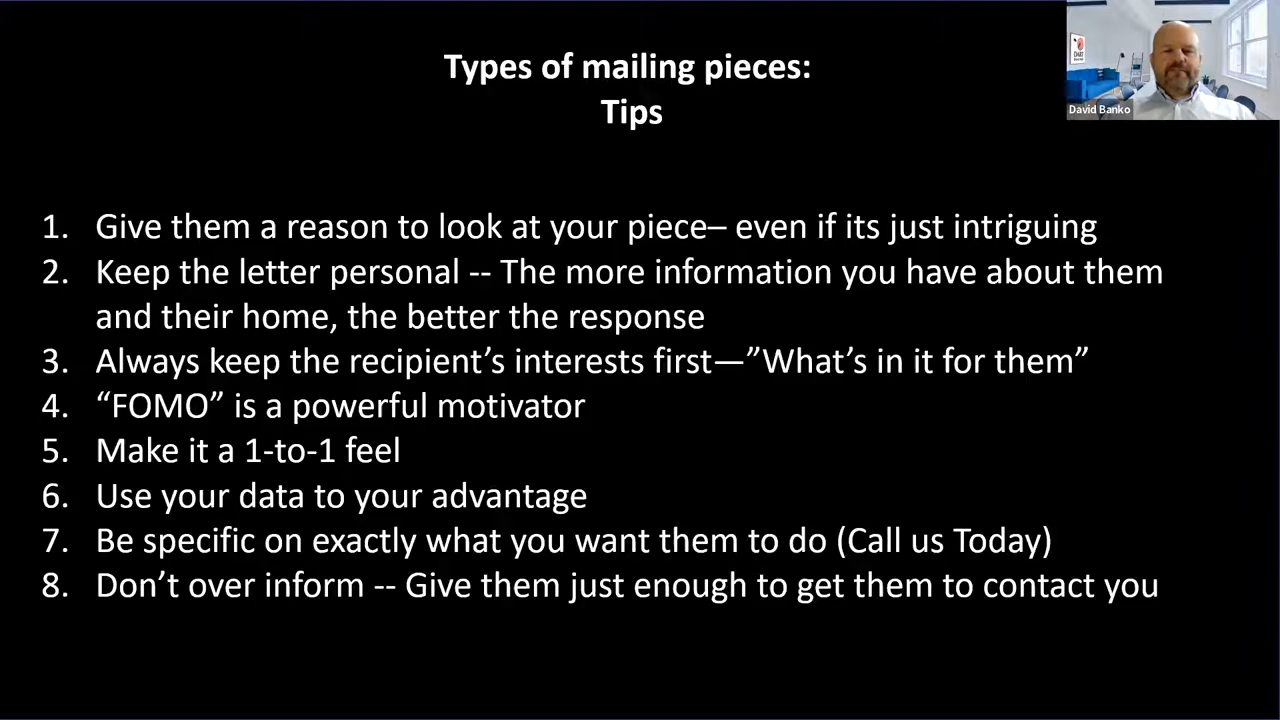 Types of mailing pieces:
Tips
David Banko
1. Give them a reason to look at your piece– even if its just intriguing
2. Keep the letter personal -- The more information you have about them
and their home, the better the response
3. Always keep the recipient’s interests first—”What’s in it for them”
4. “FOMO” is a powerful motivator
5. Make it a 1-to-1 feel
6. Use your data to your advantage
7. Be specific on exactly what you want them to do (Call us Today)
8. Don’t over inform -- Give them just enough to get them to contact you